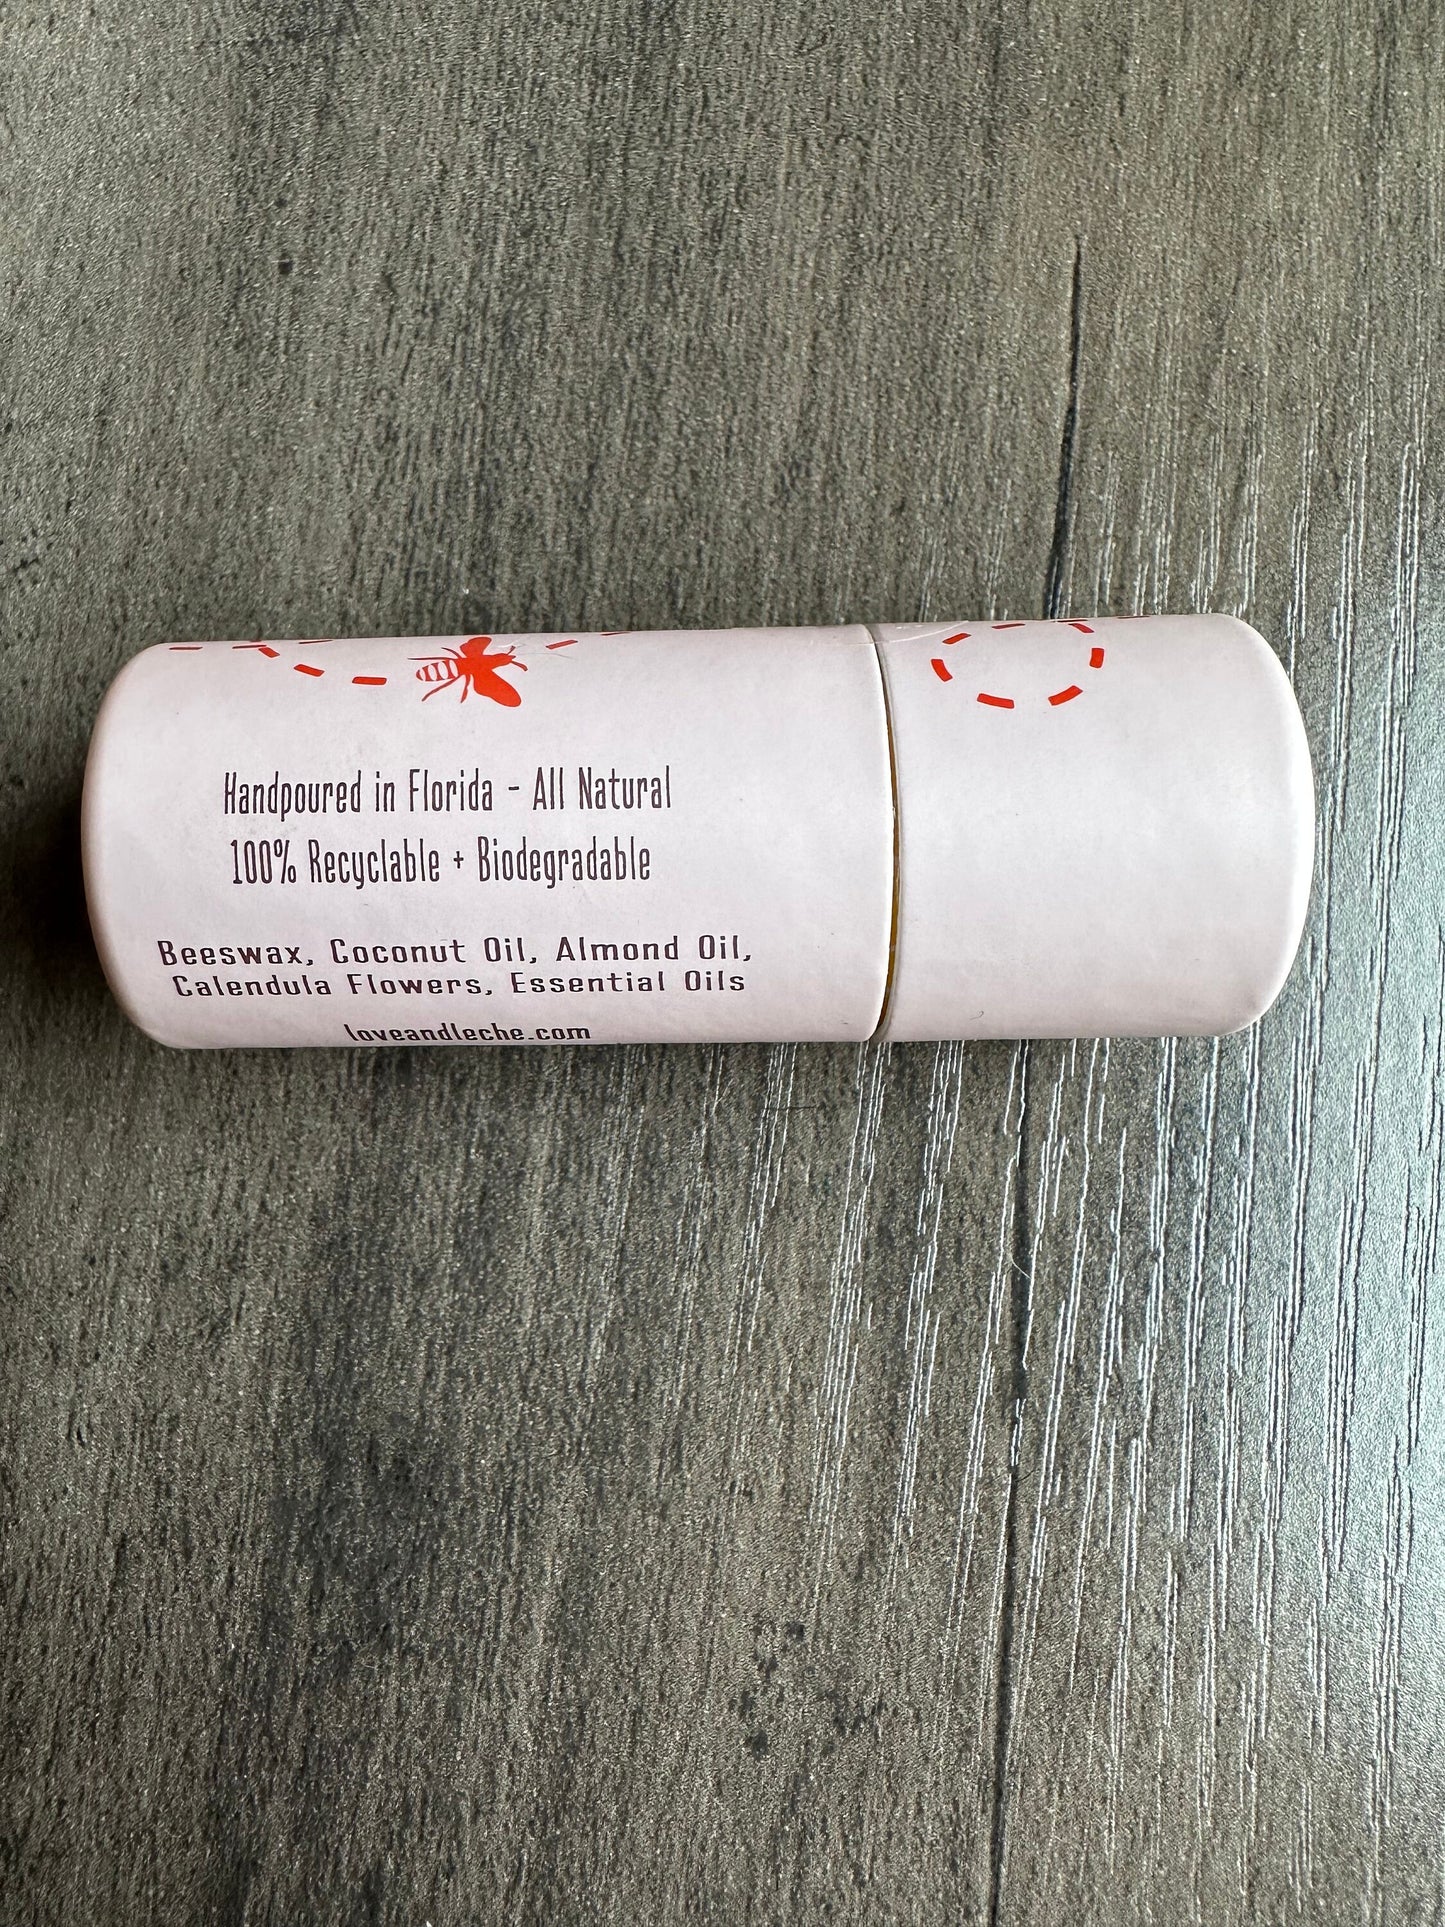 Handpoured in Florida - All Natural
100% Recyclable + Biodegradable
Beeswax, Coconut Oil, Almond Oil,
Calendula Flowers, Essential Oils
loveandleche.com